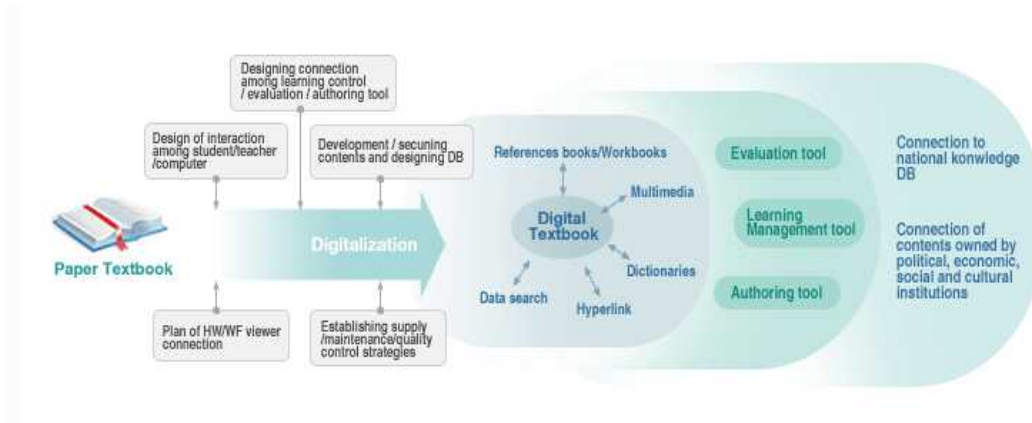 Designing connection
among learning control
/ evaluation / authoring tool
Design of interaction
among student/teacher
/computer
Development / securing
contents and designing DB
Paper Textbook
Digitalization
Plan of HW/WF viewer
connection
Establishing supply
/maintenance/quality
control strategies
References books/Workbooks
Multimedia
Digital
Textbook
Dictionaries
Data search
Hyperlink
Evaluation tool
Learning
Management tool
Authoring tool
Connection to
national konwledge
DB
Connection of
contents owned by
political, economic,
social and cultural
institutions